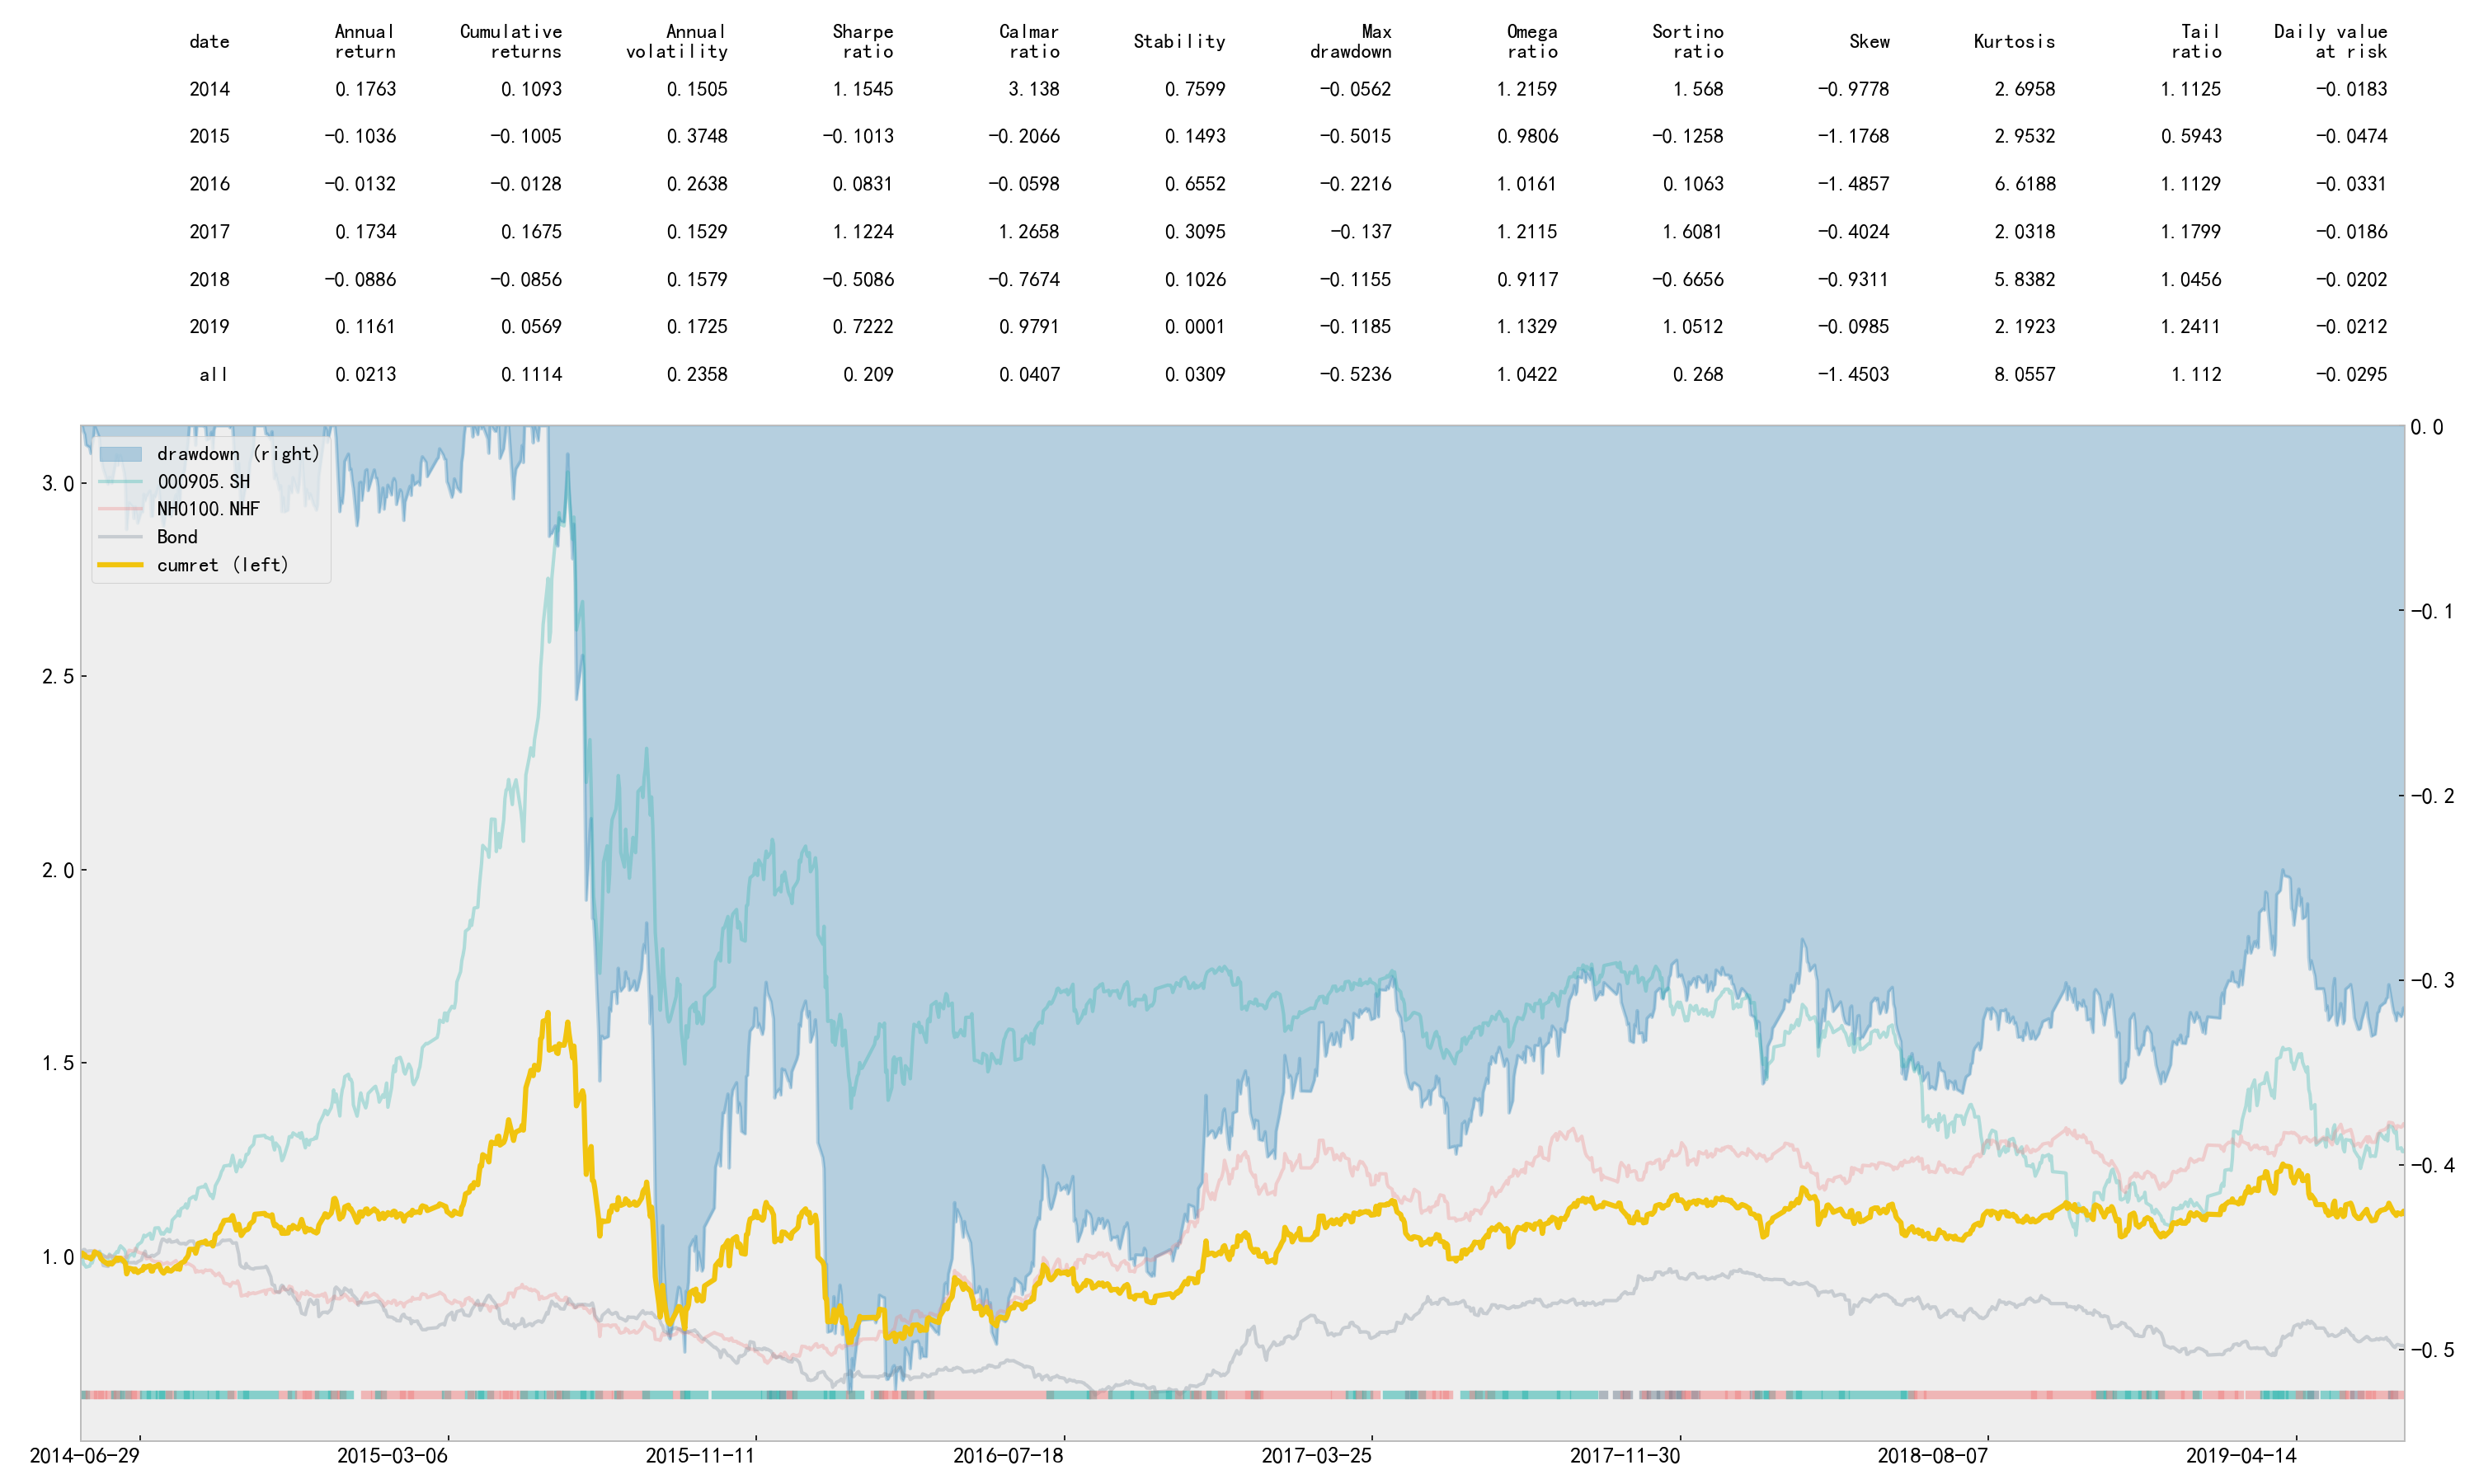 date Annual return Cumulative returns Annual volatility Sharpe ratio Calmar ratio Stability Max drawdown Omega ratio Sortino ratio Skew Kurtosis Tail ratio Daily value at risk
2014 0.1763 0.1093 0.1505 1.1545 3.138 0.7599 -0.0562 1.2159 1.568 -0.9778 2.6958 1.1125 -0.0183
2015 -0.1036 -0.1005 0.3748 -0.1013 -0.2066 0.1493 -0.5015 0.9806 -0.1258 -1.1768 2.9532 0.5943 -0.0474
2016 -0.0132 -0.0128 0.2638 0.0831 -0.0598 0.6552 -0.2216 1.0161 0.1063 -1.4857 6.6188 1.1129 -0.0331
2017 0.1734 0.1675 0.1529 1.1224 1.2658 0.3095 -0.137 1.2115 1.6081 -0.4024 2.0318 1.1799 -0.0186
2018 -0.0886 -0.0856 0.1579 -0.5086 -0.7674 0.1026 -0.1155 0.9117 -0.6656 -0.9311 5.8382 1.0456 -0.0202
2019 0.1161 0.0569 0.1725 0.7222 0.9791 0.0001 -0.1185 1.1329 1.0512 -0.0985 2.1923 1.2411 -0.0212
all 0.0213 0.1114 0.2358 0.209 0.0407 0.0309 -0.5236 1.0422 0.268 -1.4503 8.0557 1.112 -0.0295
drawdown (right)
000905.SH
NH0100.NHF
Bond
cumret (left)
3.0
2.5
2.0
1.5
1.0
0.0
-0.1
-0.2
-0.3
-0.4
-0.5
2014-06-29 2015-03-06 2015-11-11 2016-07-18 2017-03-25 2017-11-30 2018-08-07 2019-04-14